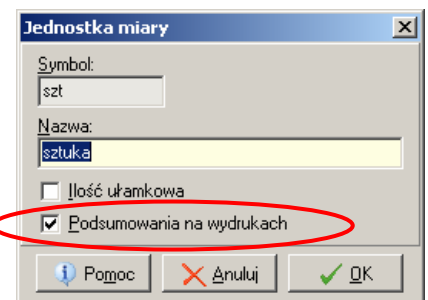 Jednostka miary
Symbol:
szt
Nazwa:
sztuka
Ilość ułamkowa
Podsumowania na wydrukach
Pomoc Anuluj OK